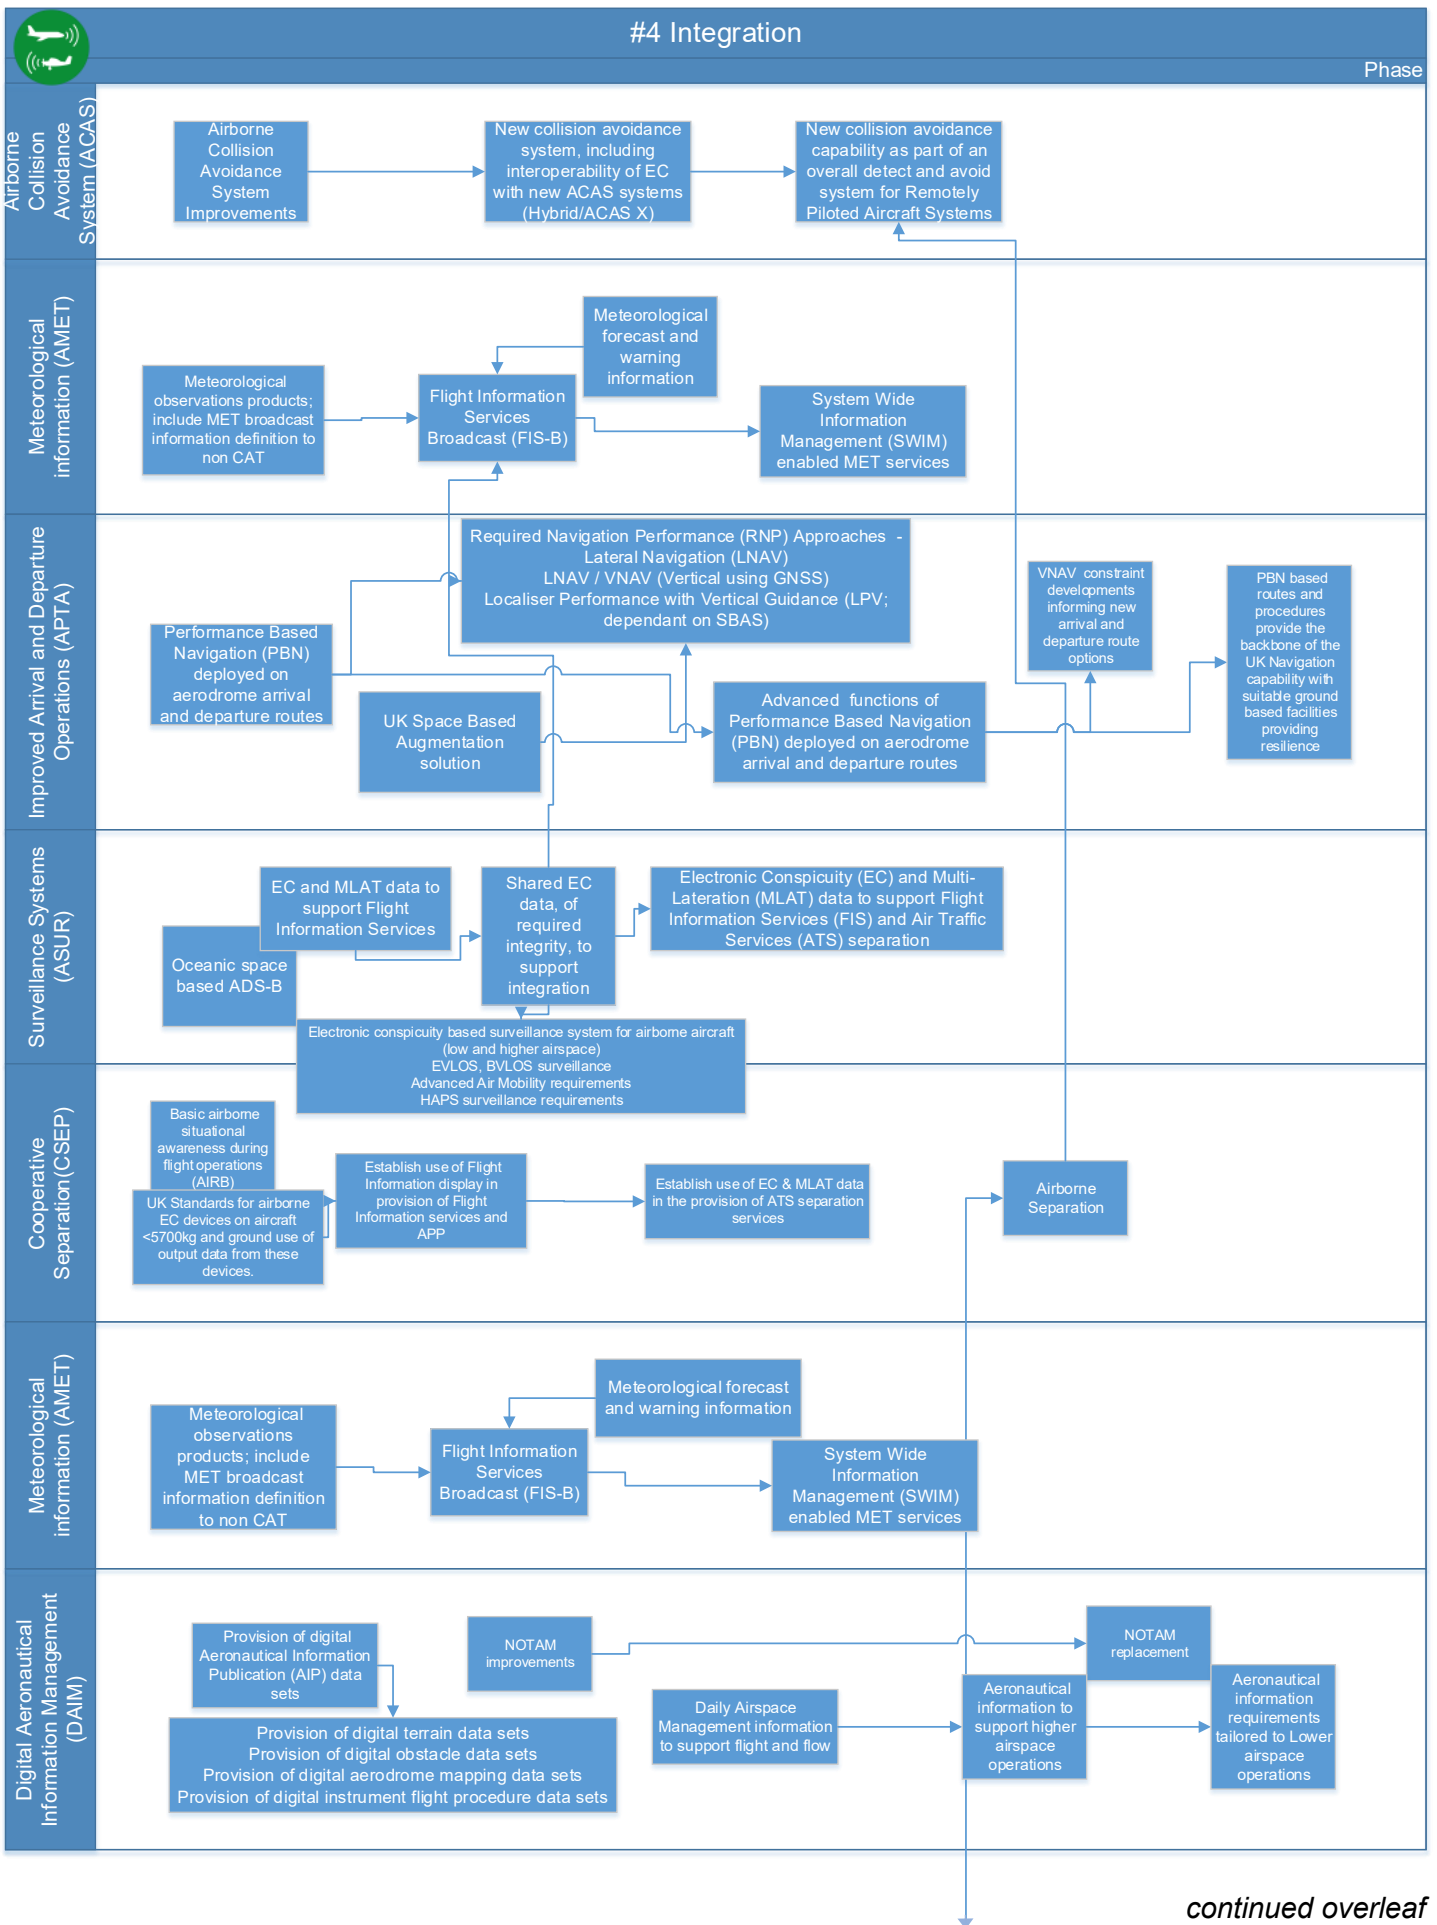 #4 Integration
Phase
Airborne
Collision
Avoidance
System (ACAS)
Airborne
Collision
Avoidance
System
Improvements
New collision avoidance
system, including
interoperability of EC
with new ACAS systems
(Hybrid/ACAS X)
New collision avoidance
capability as part of an
overall detect and avoid
system for Remotely
Piloted Aircraft Systems
Meteorological
information (AMET)
Meteorological
observations products;
include MET broadcast
information definition to
non CAT
Flight Information
Services
Broadcast (FIS-B)
Meteorological
forecast and
warning
information
System Wide
Information
Management (SWIM)
enabled MET services
Improved Arrival and Departure
Operations (APTA)
Performance Based
Navigation (PBN)
deployed on
aerodrome arrival
and departure routes
Required Navigation Performance (RNP) Approaches -
Lateral Navigation (LNAV)
LNAV / VNAV (Vertical using GNSS)
Localiser Performance with Vertical Guidance (LPV;
dependant on SBAS)
UK Space Based
Augmentation
solution
Advanced functions of
Performance Based Navigation
(PBN) deployed on aerodrome
arrival and departure routes
VNAV constraint
developments
informing new
arrival and
departure route
options
PBN based
routes and
procedures
provide the
backbone of the
UK Navigation
capability with
suitable ground
based facilities
providing
resilience
Surveillance Systems
(ASUR)
EC and MLAT data to
support Flight
Information Services
Oceanic space
based ADS-B
Shared EC
data, of
required
integrity, to
support
integration
Electronic Conspicuity (EC) and Multi-
Lateration (MLAT) data to support Flight
Information Services (FIS) and Air Traffic
Services (ATS) separation
Electronic conspicuity based surveillance system for airborne aircraft
(low and higher airspace)
EVLOS, BVLOS surveillance
Advanced Air Mobility requirements
HAPS surveillance requirements
Cooperative
Separation(CSEP)
Basic airborne
situational
awareness during
flight operations
(AIRB)
UK Standards for airborne
EC devices on aircraft
<5700kg and ground use of
output data from these
devices.
Establish use of Flight
Information display in
provision of Flight
Information services and
APP
Establish use of EC & MLAT data
in the provision of ATS separation
services
Airborne
Separation
Meteorological
information (AMET)
Meteorological
observations
products; include
MET broadcast
information definition
to non CAT
Flight Information
Services
Broadcast (FIS-B)
Meteorological forecast
and warning information
System Wide
Information
Management (SWIM)
enabled MET services
Digital Aeronautical
Information Management
(DAIM)
Provision of digital
Aeronautical Information
Publication (AIP) data
sets
Provision of digital terrain data sets
Provision of digital obstacle data sets
Provision of digital aerodrome mapping data sets
Provision of digital instrument flight procedure data sets
NOTAM
improvements
Daily Airspace
Management information
to support flight and flow
NOTAM
replacement
Aeronautical
information to
support higher
airspace
operations
Aeronautical
information
requirements
tailored to Lower
airspace
operations
continued overleaf